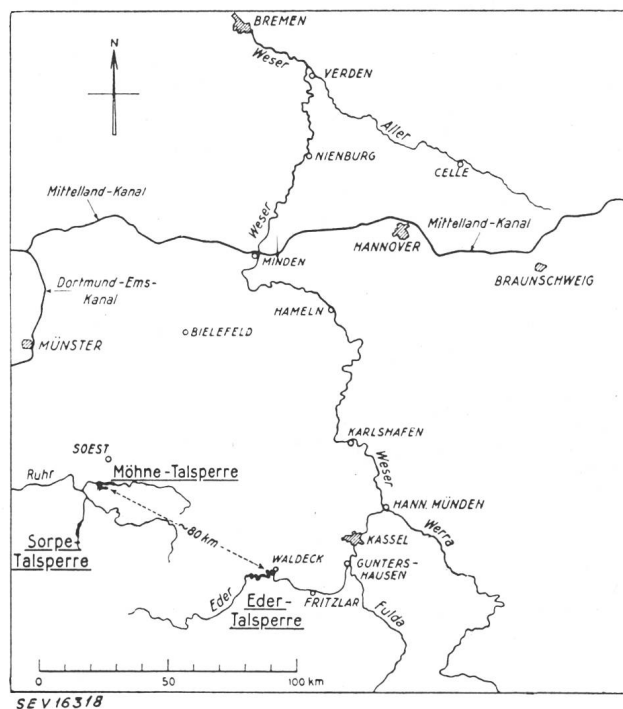 BREMEN
N
Weser
VERDEN
Aller
NIENBURG
CELLE
Mittelland-Kanal
Weser
Mittelland-Kanal
HANNOVER
MINDEN
BRAUNSCHWEIG
Dortmund-Ems-
Kanal
HAMELN
BIELEFELD
MÜNSTER
KARLSHAFEN
SOEST
Weser
Ruhr
Möhne-Talsperre
HANN. MÜNDEN
~80 km
Werra
KASSEL
Sorpe-
Talsperre
WALDECK
GUNTERS-
HAUSEN
Eder
Eder-
Talsperre
FRITZLAR
Fulda
0 50 100 km
SEV 16318